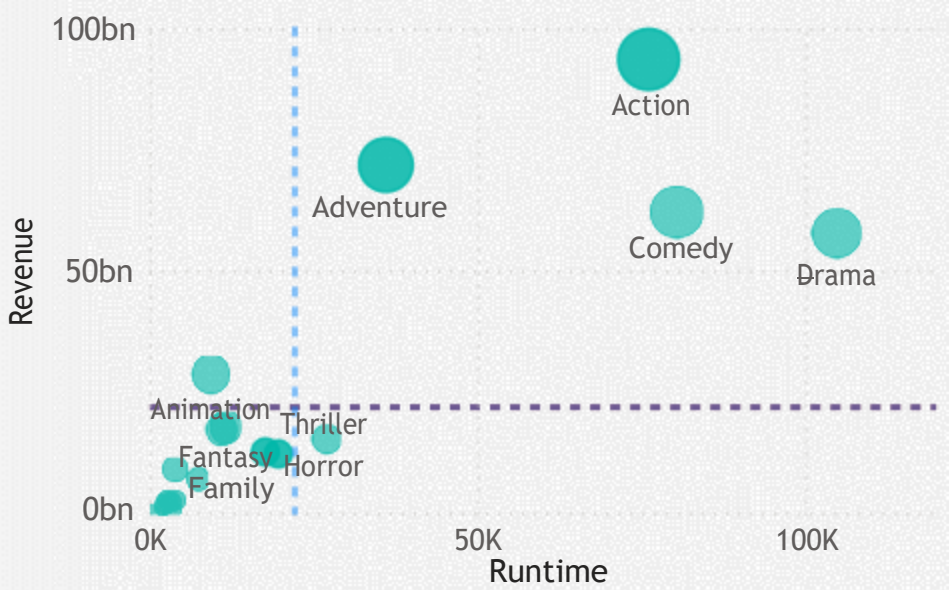 100bn
Action
Adventure
Comedy
Drama
50bn
Revenue
Animation
Thriller
Fantasy
Horror
Family
0bn
0K
50K
100K
Runtime